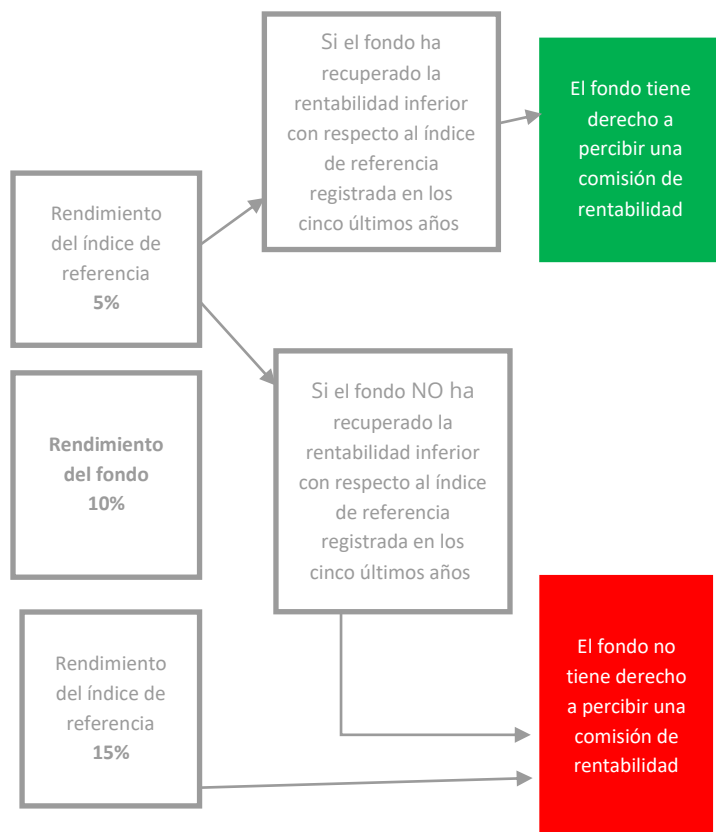 Rendimiento
del índice de
referencia
5%
Rendimiento
del fondo
10%
Rendimiento
del índice de
referencia
15%
Si el fondo ha
recuperado la
rentabilidad inferior
con respecto al índice
de referencia
registrada en los
cinco últimos años
Si el fondo NO ha
recuperado la
rentabilidad inferior
con respecto al índice
de referencia
registrada en los
cinco últimos años
El fondo tiene
derecho a
percibir una
comisión de
rentabilidad
El fondo no
tiene derecho
a percibir una
comisión de
rentabilidad